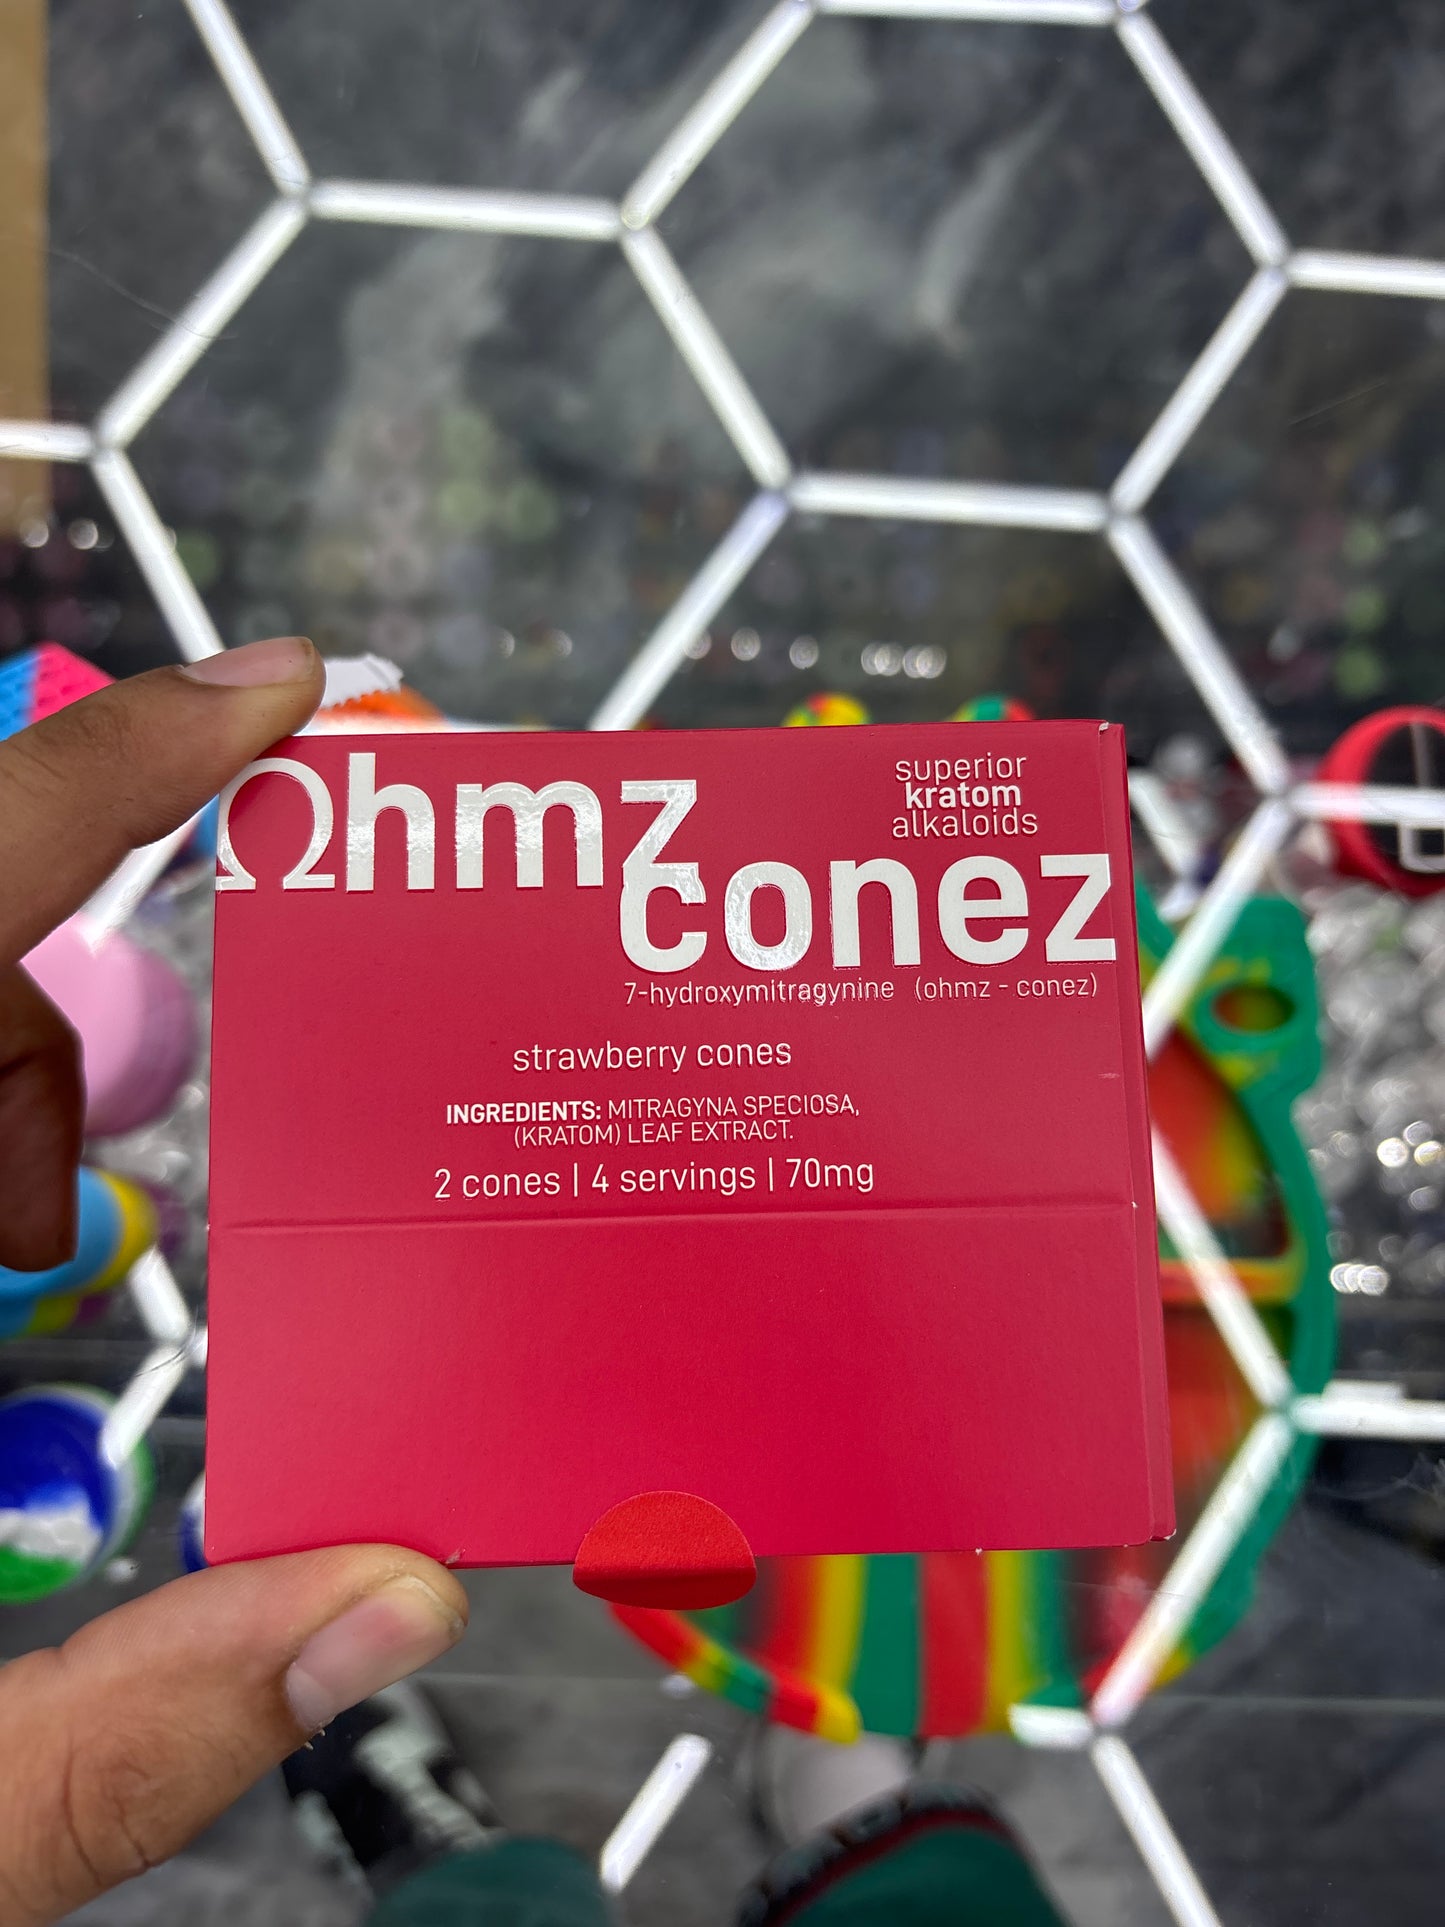 Ωhmz
superior
kratom
alkaloids
conez
7-hydroxymitragynine (ohmz - conez)
strawberry cones
INGREDIENTS: MITRAGYNA SPECIOSA,
(KRATOM) LEAF EXTRACT.
2 cones | 4 servings | 70mg